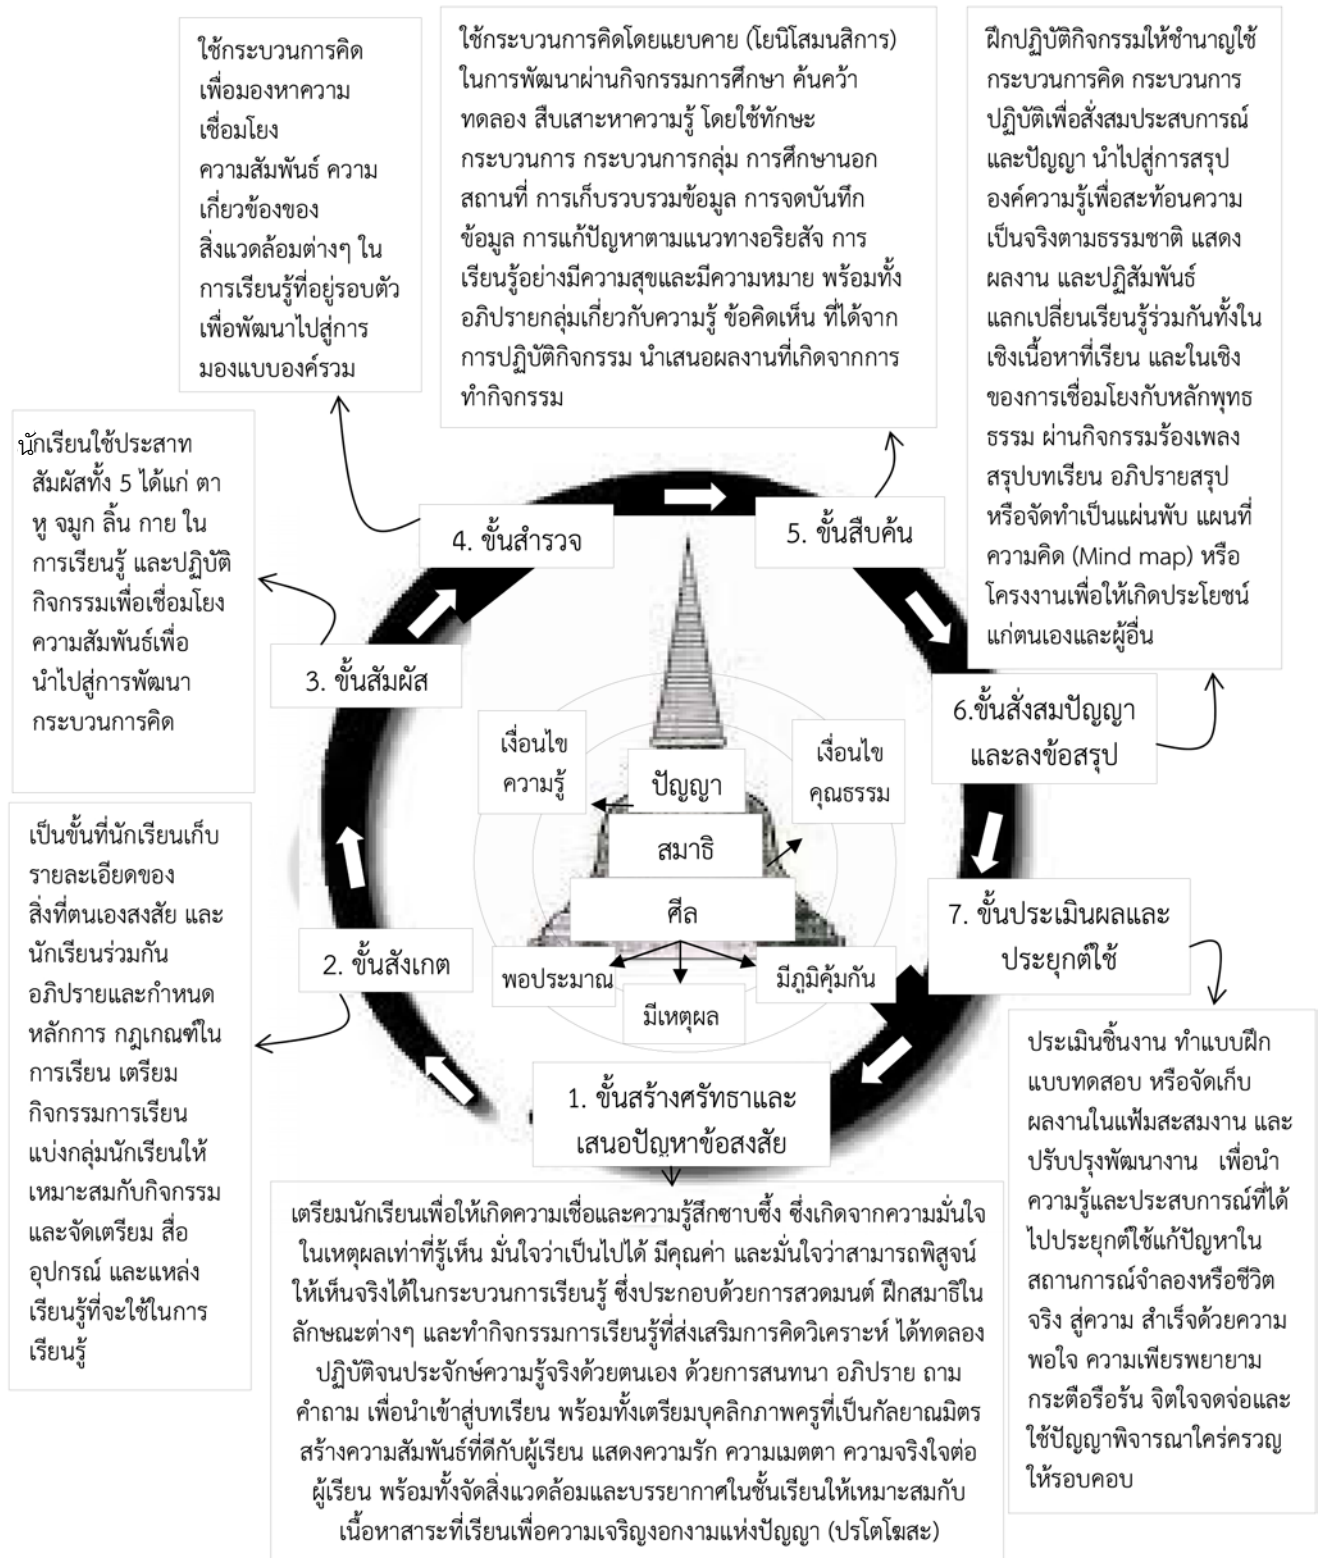 ใช้กระบวนการคิด
เพื่อมองหาความ
เชื่อมโยง
ความสัมพันธ์ ความ
เกี่ยวข้องของ
สิ่งแวดล้อมต่างๆ ใน
การเรียนรู้ที่อยู่รอบตัว
เพื่อพัฒนาไปสู่การ
มองแบบองค์รวม
ใช้กระบวนการคิดโดยแยบคาย (โยนิโสมนสิการ)
ในการพัฒนาผ่านกิจกรรมการศึกษา ค้นคว้า
ทดลอง สืบเสาะหาความรู้ โดยใช้ทักษะ
กระบวนการ กระบวนการกลุ่ม การศึกษานอก
สถานที่ การเก็บรวบรวมข้อมูล การจดบันทึก
ข้อมูล การแก้ปัญหาตามแนวทางอริยสัจ การ
เรียนรู้อย่างมีความสุขและมีความหมาย พร้อมทั้ง
อภิปรายกลุ่มเกี่ยวกับความรู้ ข้อคิดเห็น ที่ได้จาก
การปฏิบัติกิจกรรม นำเสนอผลงานที่เกิดจากการ
ทำกิจกรรม
ฝึกปฏิบัติกิจกรรมให้ชำนาญใช้
กระบวนการคิด กระบวนการ
ปฏิบัติเพื่อสั่งสมประสบการณ์
และปัญญา นำไปสู่การสรุป
องค์ความรู้เพื่อสะท้อนความ
เป็นจริงตามธรรมชาติ แสดง
ผลงาน และปฏิสัมพันธ์
แลกเปลี่ยนเรียนรู้ร่วมกันทั้งใน
เชิงเนื้อหาที่เรียน และในเชิง
ของการเชื่อมโยงกับหลักพุทธ
ธรรม ผ่านกิจกรรมร้องเพลง
สรุปบทเรียน อภิปรายสรุป
หรือจัดทำเป็นแผ่นพับ แผนที่
ความคิด (Mind map) หรือ
โครงงานเพื่อให้เกิดประโยชน์
แก่ตนเองและผู้อื่น
นักเรียนใช้ประสาท
สัมผัสทั้ง 5 ได้แก่ ตา
หู จมูก ลิ้น กาย ใน
การเรียนรู้ และปฏิบัติ
กิจกรรมเพื่อเชื่อมโยง
ความสัมพันธ์เพื่อ
นำไปสู่การพัฒนา
กระบวนการคิด
4. ขั้นสำรวจ
5. ขั้นสืบค้น
3. ขั้นสัมผัส
6.ขั้นสั่งสมปัญญา
และลงข้อสรุป
เงื่อนไข
ความรู้
ปัญญา
เงื่อนไข
คุณธรรม
สมาธิ
ศีล
พอประมาณ
มีเหตุผล
มีภูมิคุ้มกัน
2. ขั้นสังเกต
7. ขั้นประเมินผลและ
ประยุกต์ใช้
เป็นขั้นที่นักเรียนเก็บ
รายละเอียดของ
สิ่งที่ตนเองสงสัย และ
นักเรียนร่วมกัน
อภิปรายและกำหนด
หลักการ กฎเกณฑ์ใน
การเรียน เตรียม
กิจกรรมการเรียน
แบ่งกลุ่มนักเรียนให้
เหมาะสมกับกิจกรรม
และจัดเตรียม สื่อ
อุปกรณ์ และแหล่ง
เรียนรู้ที่จะใช้ในการ
เรียนรู้
1. ขั้นสร้างศรัทธาและ
เสนอปัญหาข้อสงสัย
ประเมินชิ้นงาน ทำแบบฝึก
แบบทดสอบ หรือจัดเก็บ
ผลงานในแฟ้มสะสมงาน และ
ปรับปรุงพัฒนางาน เพื่อนำ
ความรู้และประสบการณ์ที่ได้
ไปประยุกต์ใช้แก้ปัญหาใน
สถานการณ์จำลองหรือชีวิต
จริง สู่ความ สำเร็จด้วยความ
พอใจ ความเพียรพยายาม
กระตือรือร้น จิตใจจดจ่อและ
ใช้ปัญญาพิจารณาใคร่ครวญ
ให้รอบคอบ
เตรียมนักเรียนเพื่อให้เกิดความเชื่อและความรู้สึกซาบซึ้ง ซึ่งเกิดจากความมั่นใจ
ในเหตุผลเท่าที่รู้เห็น มั่นใจว่าเป็นไปได้ มีคุณค่า และมั่นใจว่าสามารถพิสูจน์
ให้เห็นจริงได้ในกระบวนการเรียนรู้ ซึ่งประกอบด้วยการสวดมนต์ ฝึกสมาธิใน
ลักษณะต่างๆ และทำกิจกรรมการเรียนรู้ที่ส่งเสริมการคิดวิเคราะห์ ได้ทดลอง
ปฏิบัติจนประจักษ์ความรู้จริงด้วยตนเอง ด้วยการสนทนา อภิปราย ถาม
คำถาม เพื่อนำเข้าสู่บทเรียน พร้อมทั้งเตรียมบุคลิกภาพครูที่เป็นกัลยาณมิตร
สร้างความสัมพันธ์ที่ดีกับผู้เรียน แสดงความรัก ความเมตตา ความจริงใจต่อ
ผู้เรียน พร้อมทั้งจัดสิ่งแวดล้อมและบรรยากาศในชั้นเรียนให้เหมาะสมกับ
เนื้อหาสาระที่เรียนเพื่อความเจริญงอกงามแห่งปัญญา (ปรโตโฆสะ)